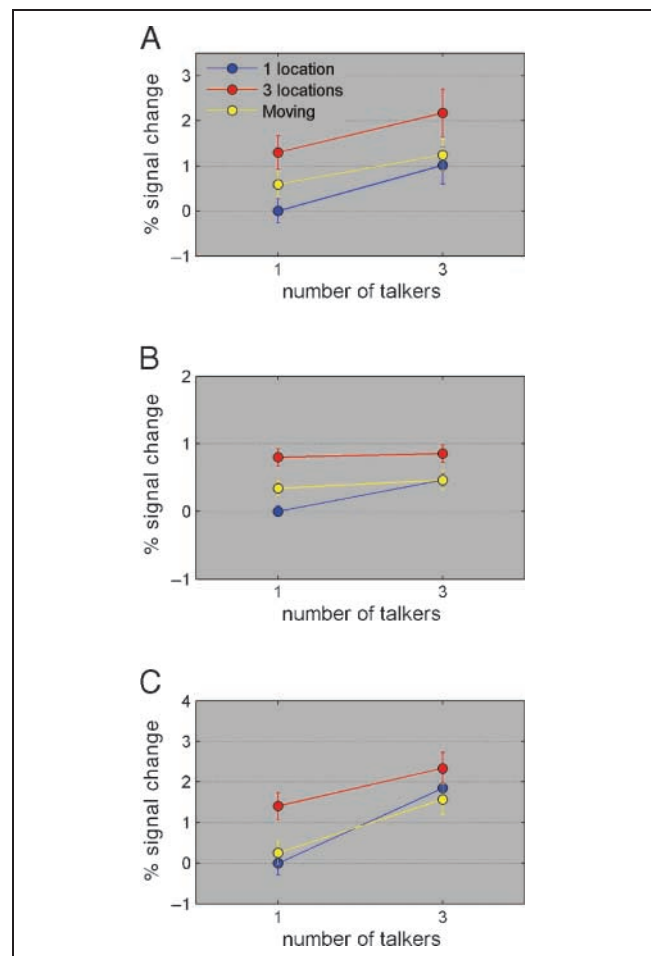 A
1 location
3 locations
Moving
3
2
1
0
–1
% signal change
1 3
number of talkers
B
2
1
0
–1
% signal change
1 3
number of talkers
C
4
3
2
1
0
–1
% signal change
1 3
number of talkers